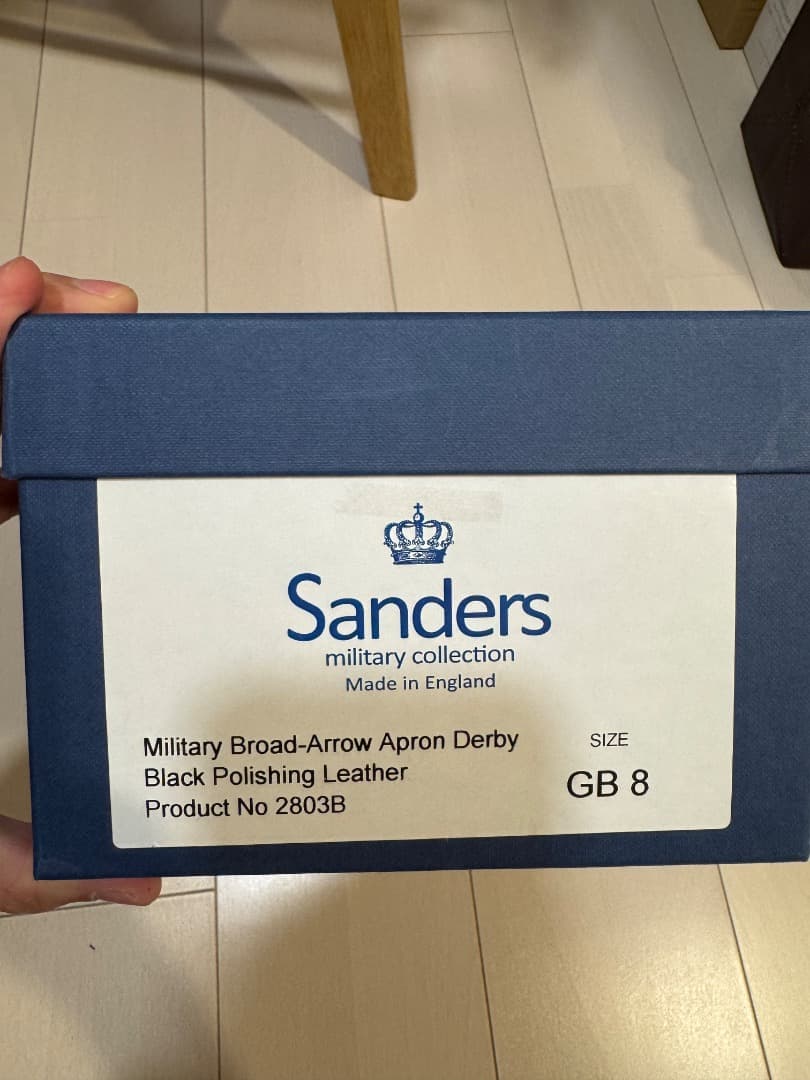 Sanders
military collection
Made in England
Military Broad-Arrow Apron Derby
Black Polishing Leather
Product No 2803B
SIZE
GB 8